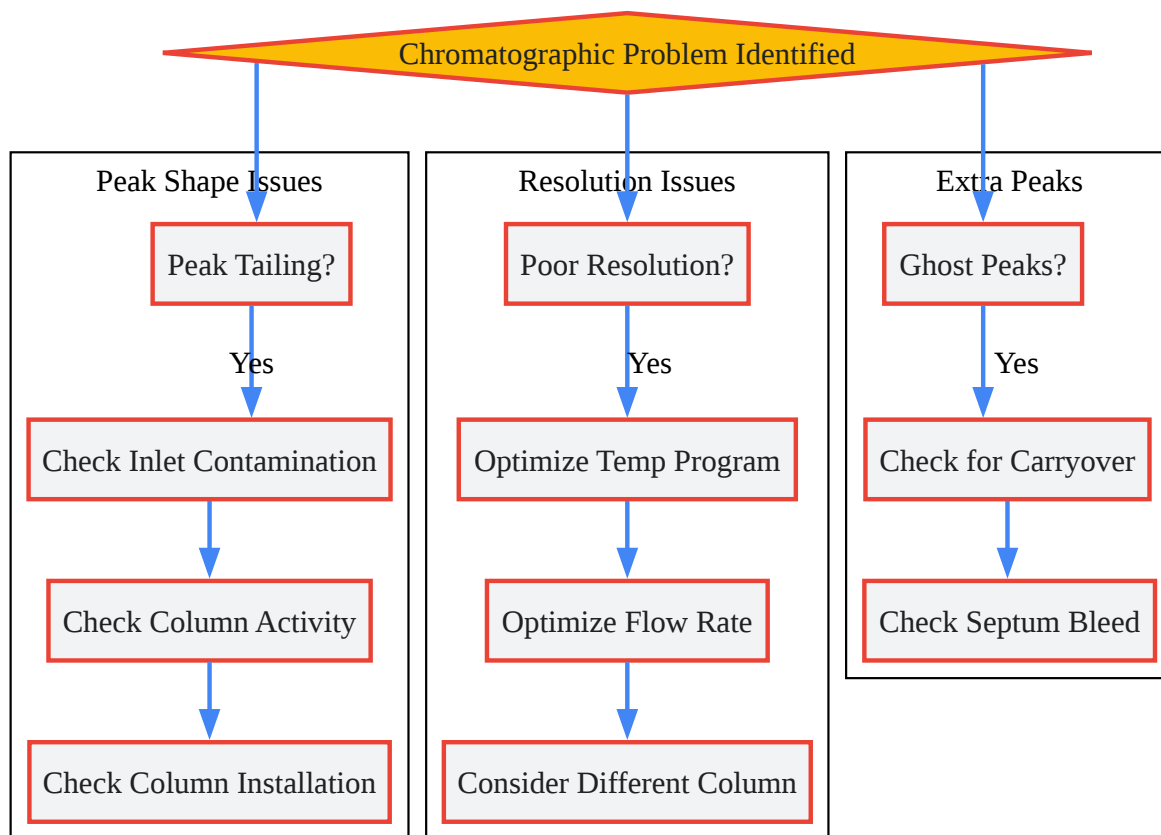 Chromatographic Problem Identified
Peak Shape Issues
Peak Tailing?
Yes
Check Inlet Contamination
Check Column Activity
Check Column Installation
Resolution Issues
Poor Resolution?
Yes
Optimize Temp Program
Optimize Flow Rate
Consider Different Column
Extra Peaks
Ghost Peaks?
Yes
Check for Carryover
Check Septum Bleed